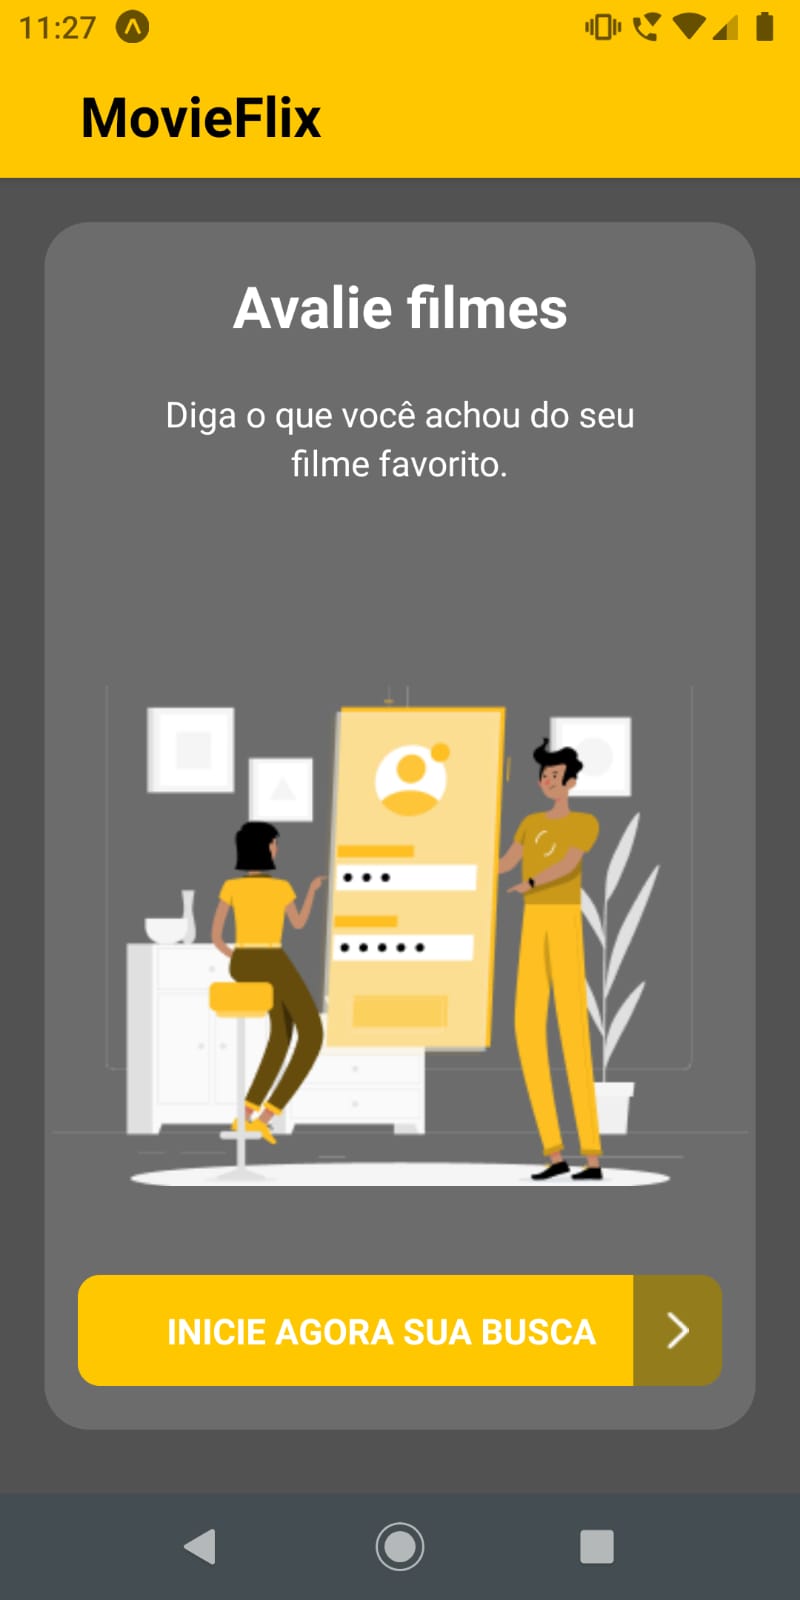 11:27
MovieFlix
Avalie filmes
Diga o que você achou do seu
filme favorito.
INICIE AGORA SUA BUSCA